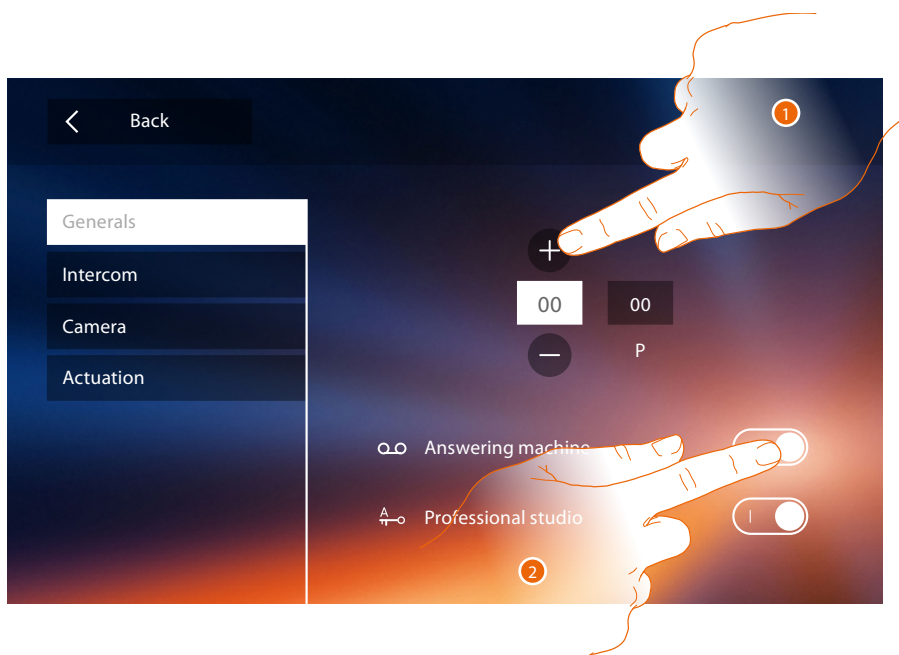 Back
Generals
Intercom
Camera
Actuation
1
00 00
P
Answering machine
A
Professional studio
2